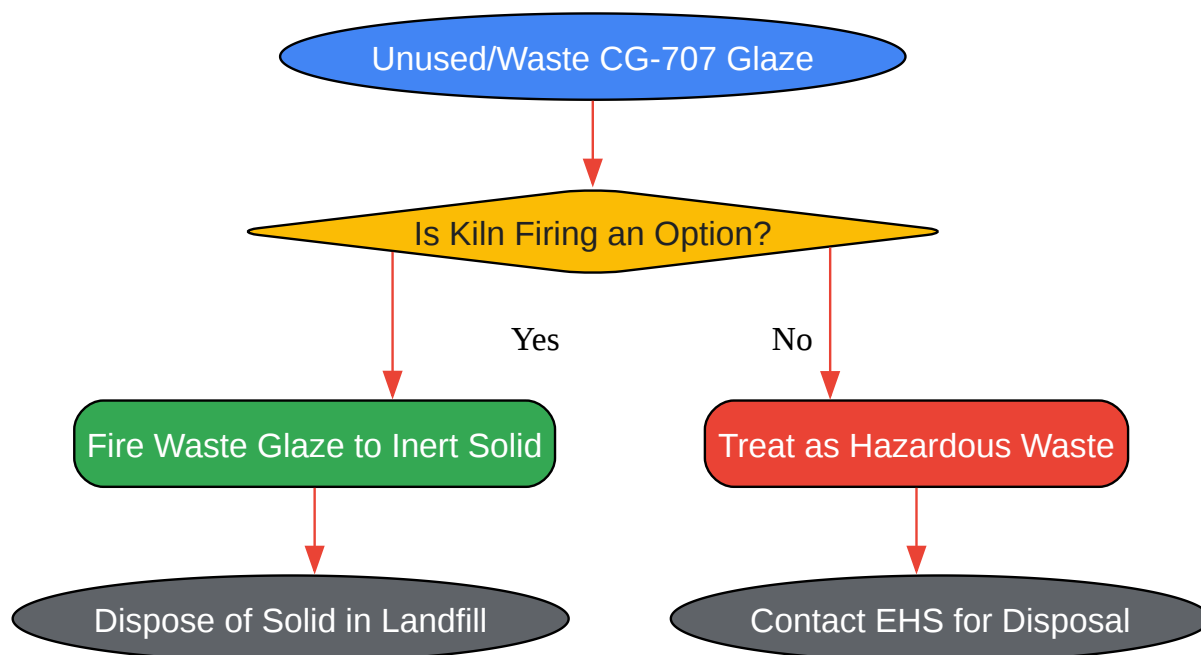 Unused/Waste CG-707 Glaze
Is Kiln Firing an Option?
Yes
No
Fire Waste Glaze to Inert Solid
Treat as Hazardous Waste
Dispose of Solid in Landfill
Contact EHS for Disposal